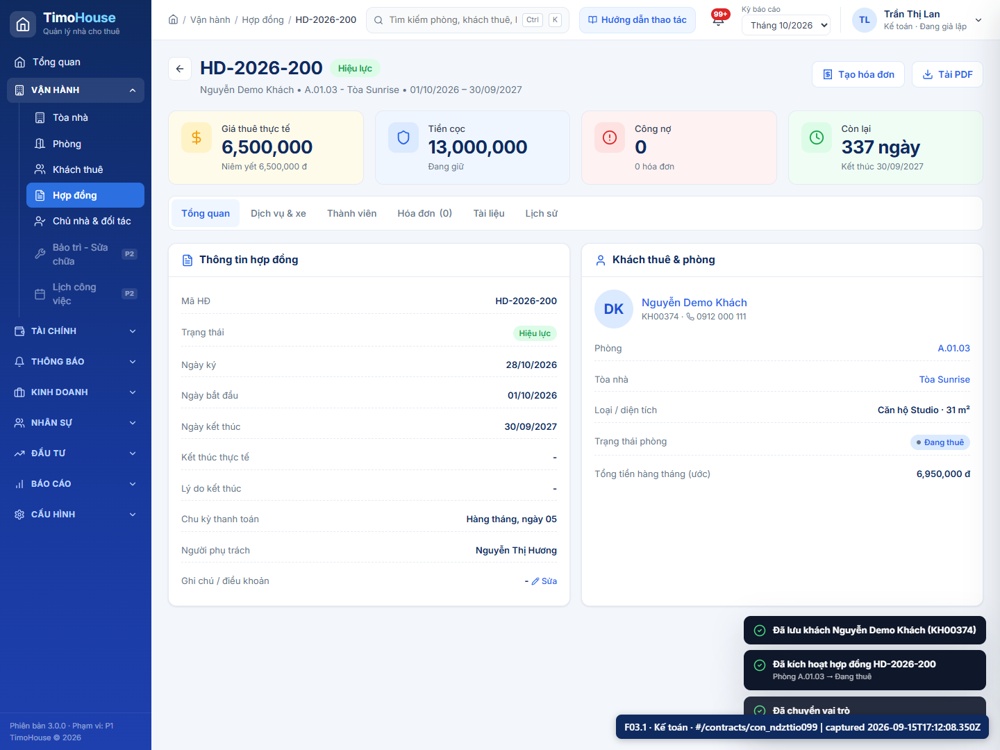 TimoHouse
Quản lý nhà cho thuê
Tổng quan
VẬN HÀNH
Tòa nhà
Phòng
Khách thuê
Hợp đồng
Chủ nhà & đối tác
Bảo trì - Sửa chữa P2
Lịch công việc P2
TÀI CHÍNH
THÔNG BÁO
KINH DOANH
NHÂN SỰ
ĐẦU TƯ
BÁO CÁO
CẤU HÌNH
Phiên bản 3.0.0 · Phạm vi: P1
TimoHouse © 2026
/ Vận hành / Hợp đồng / HD-2026-200
Tìm kiếm phòng, khách thuê, Ctrl K
Hướng dẫn thao tác
99+
Kỳ báo cáo
Tháng 10/2026
TL
Trần Thị Lan
Kế toán · Đang giả lập
HD-2026-200 Hiệu lực
Nguyễn Demo Khách • A.01.03 - Tòa Sunrise • 01/10/2026 – 30/09/2027
Tạo hóa đơn
Tải PDF
Giá thuê thực tế
6,500,000
Niêm yết 6,500,000 đ
Tiền cọc
13,000,000
Đang giữ
Công nợ
0
0 hóa đơn
Còn lại
337 ngày
Kết thúc 30/09/2027
Tổng quan Dịch vụ & xe Thành viên Hóa đơn (0) Tài liệu Lịch sử
Thông tin hợp đồng
Mã HĐ HD-2026-200
Trạng thái Hiệu lực
Ngày ký 28/10/2026
Ngày bắt đầu 01/10/2026
Ngày kết thúc 30/09/2027
Kết thúc thực tế -
Lý do kết thúc -
Chu kỳ thanh toán Hàng tháng, ngày 05
Người phụ trách Nguyễn Thị Hương
Ghi chú / điều khoản - Sửa
Khách thuê & phòng
DK
Nguyễn Demo Khách
KH00374 · 0912 000 111
Phòng A.01.03
Tòa nhà Tòa Sunrise
Loại / diện tích Căn hộ Studio · 31 m²
Trạng thái phòng Đang thuê
Tổng tiền hàng tháng (ước) 6,950,000 đ
Đã lưu khách Nguyễn Demo Khách (KH00374)
Đã kích hoạt hợp đồng HD-2026-200
Phòng A.01.03 → Đang thuê
Đã chuyển vai trò
F03.1 · Kế toán · #/contracts/con_ndzttio099 | captured 2026-09-15T17:12:08.350Z